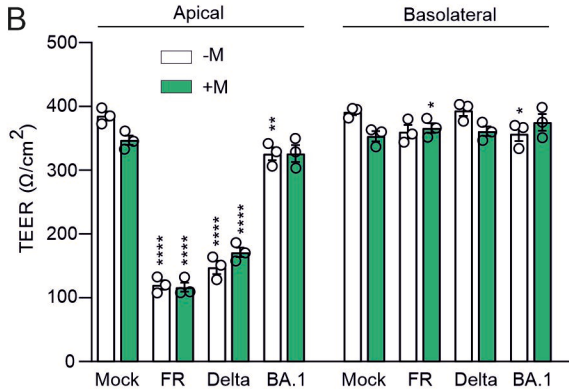 B
Apical Basolateral
500
-M
+M
400
300
200
100
0
TEER (Ω/cm²)
** * *
**** **** **** ****
Mock FR Delta BA.1 Mock FR Delta BA.1